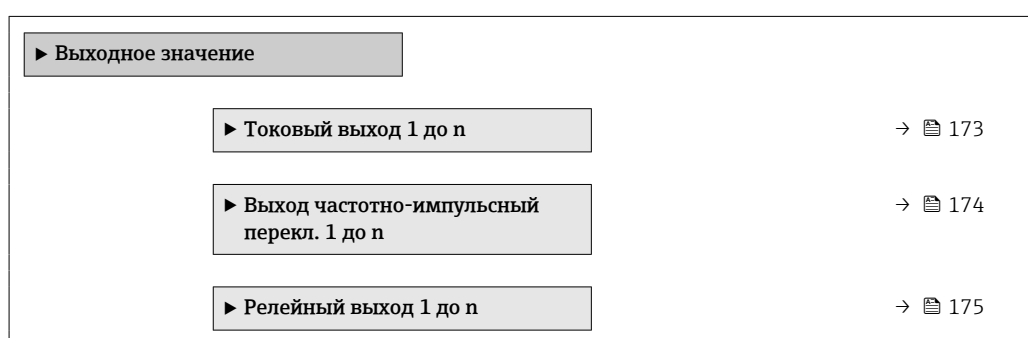 ▶ Выходное значение
▶ Токовый выход 1 до n → 173
▶ Выход частотно-импульсный → 174
перекл. 1 до n
▶ Релейный выход 1 до n → 175